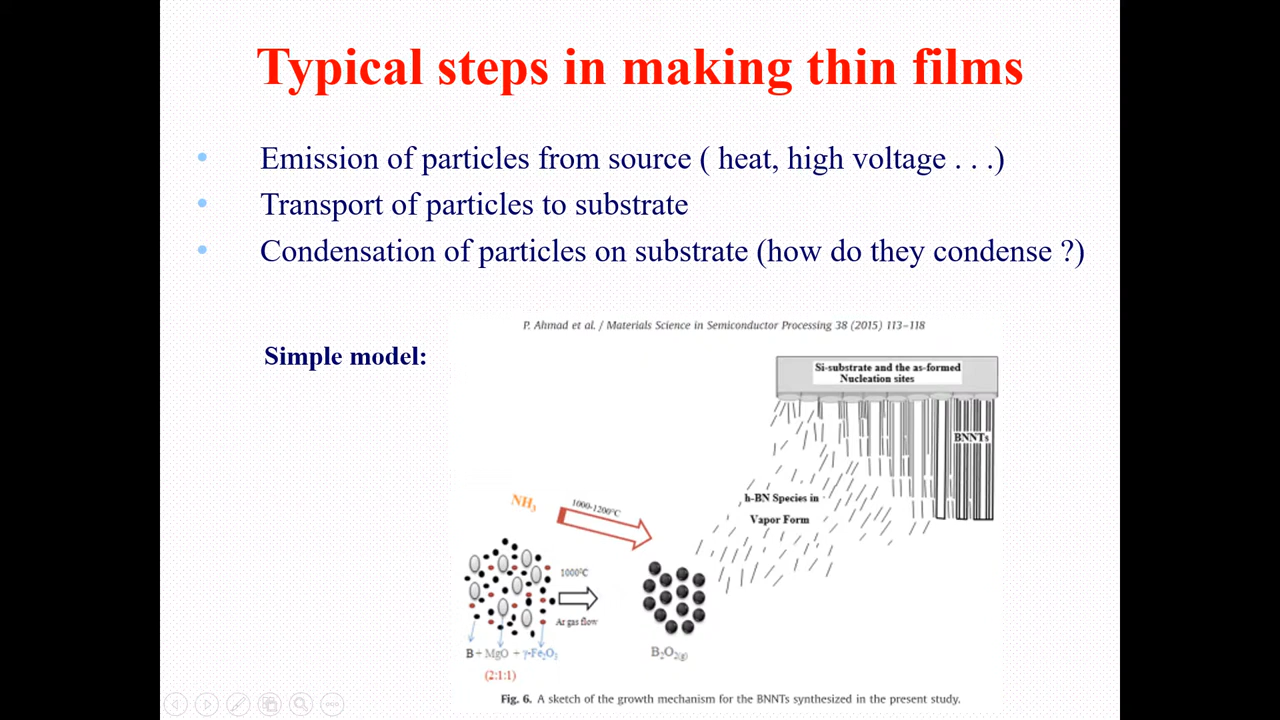 Typical steps in making thin films
• Emission of particles from source ( heat, high voltage . . .)
• Transport of particles to substrate
• Condensation of particles on substrate (how do they condense ?)
P. Ahmad et al. / Materials Science in Semiconductor Processing 38 (2015) 113–118
Simple model:
Si-substrate and the as-formed
Nucleation sites
BNNTs
h-BN Species in
Vapor Form
NH₃
1000-1200°C
1000°C
Ar gas flow
B + MgO + γ-Fe₂O₃
(2:1:1)
B₂O₂(g)
Fig. 6. A sketch of the growth mechanism for the BNNTs synthesized in the present study.